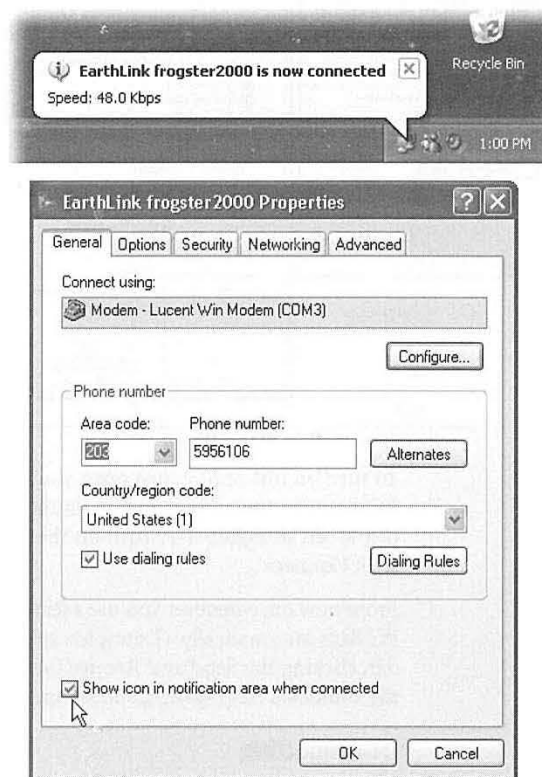 EarthLink frogster2000 is now connected
Speed: 48.0 Kbps
Recycle Bin
1:00 PM
EarthLink frogster2000 Properties
General Options Security Networking Advanced
Connect using:
Modem - Lucent Win Modem (COM3)
Configure...
Phone number
Area code: Phone number:
203 5956106 Alternates
Country/region code:
United States (1)
Use dialing rules Dialing Rules
Show icon in notification area when connected
OK Cancel